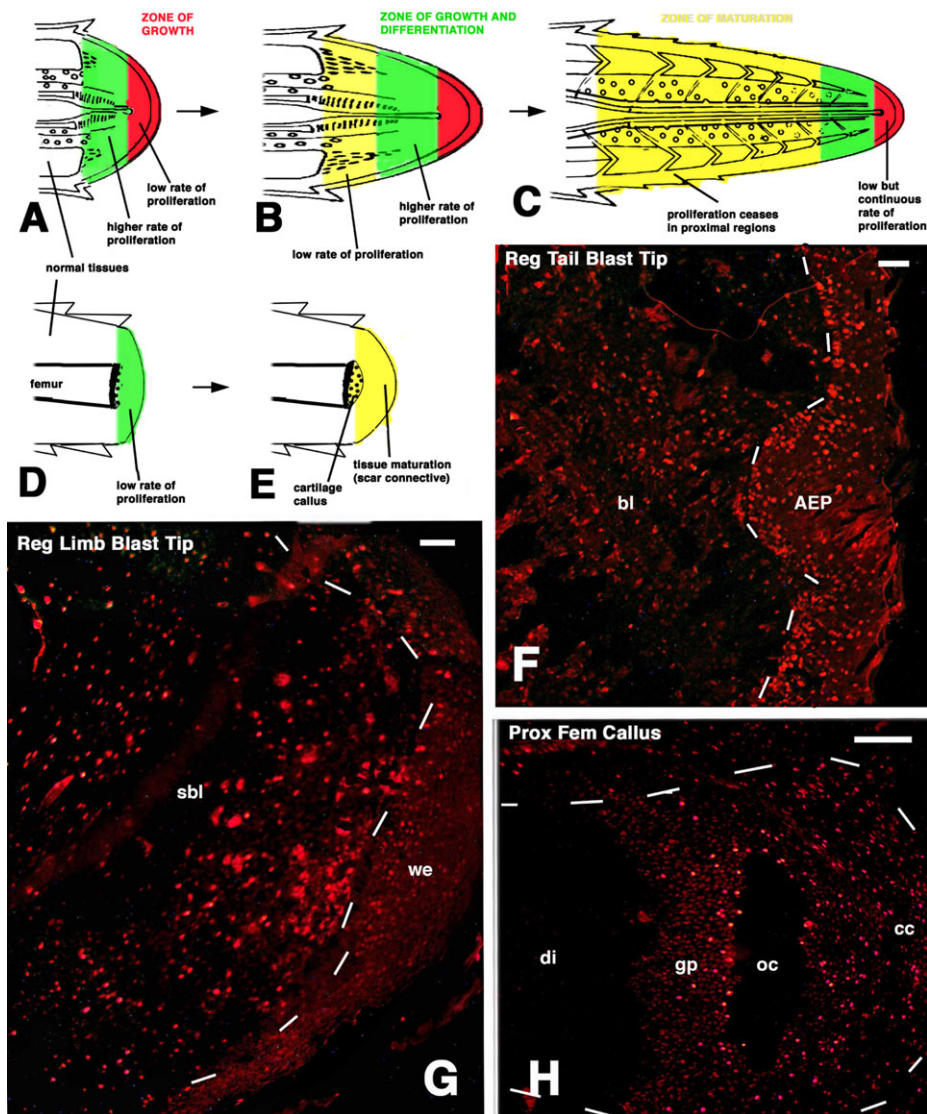 ZONE OF
GROWTH
ZONE OF GROWTH AND
DIFFERENTIATION
ZONE OF MATURATION
A
B
C
low rate of
proliferation
higher rate of
proliferation
higher rate of
proliferation
low rate of proliferation
proliferation ceases
in proximal regions
low but
continuous
rate of
proliferation
normal tissues
femur
D
low rate of
proliferation
E
cartilage
callus
tissue maturation
(scar connective)
Reg Tail Blast Tip
bl
AEP
F
Reg Limb Blast Tip
sbl
we
G
Prox Fem Callus
di
gp
oc
cc
H